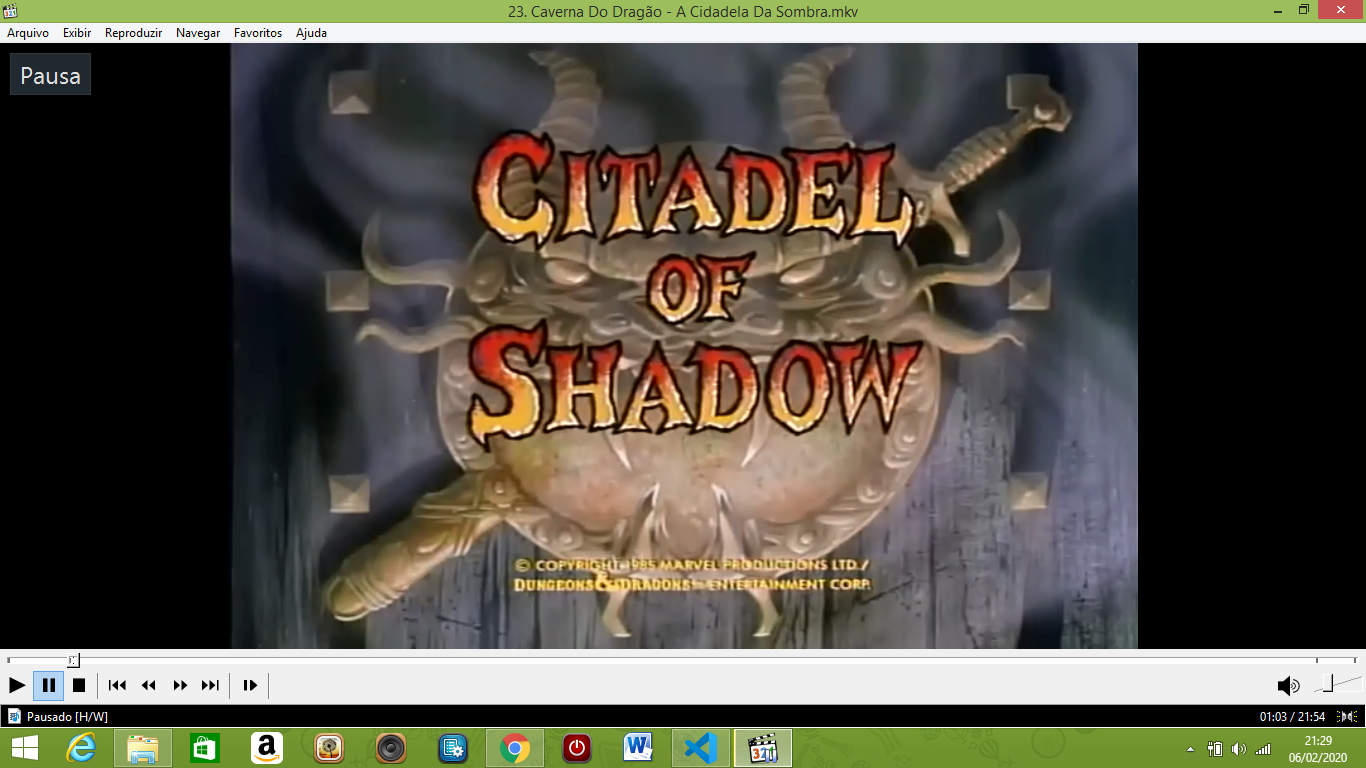 23. Caverna Do Dragão - A Cidadela Da Sombra.mkv
Arquivo Exibir Reproduzir Navegar Favoritos Ajuda
Pausa
CITADEL
OF
SHADOW
© COPYRIGHT 1985 MARVEL PRODUCTIONS LTD./
DUNGEONS & DRAGONS ENTERTAINMENT CORP.
Pausado [H/W]
01:03 / 21:54
21:29
06/02/2020